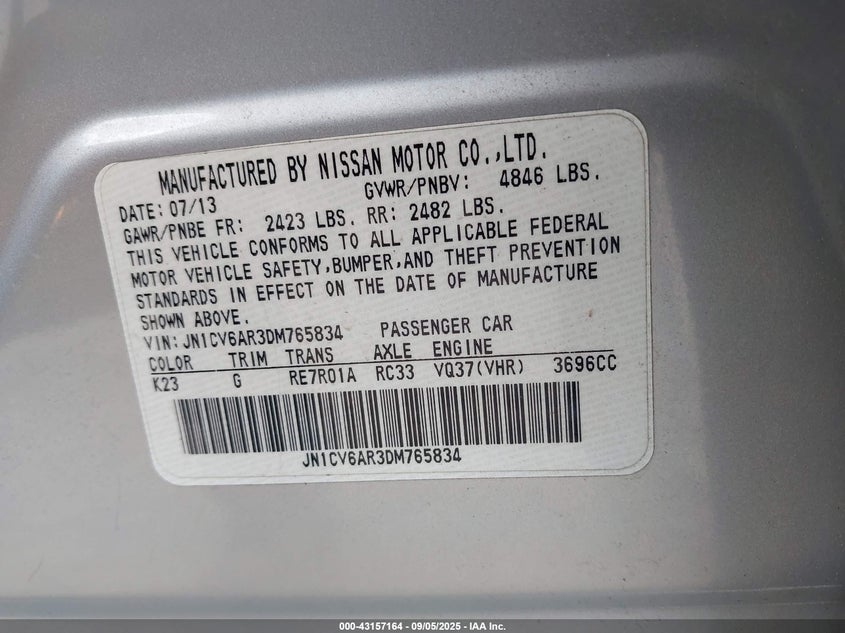 MANUFACTURED BY NISSAN MOTOR CO.,LTD.
DATE: 07/13 GVWR/PNBV: 4846 LBS.
GAWR/PNBE FR: 2423 LBS. RR: 2482 LBS.
THIS VEHICLE CONFORMS TO ALL APPLICABLE FEDERAL
MOTOR VEHICLE SAFETY,BUMPER,AND THEFT PREVENTION
STANDARDS IN EFFECT ON THE DATE OF MANUFACTURE
SHOWN ABOVE.
VIN: JN1CV6AR3DM765834 PASSENGER CAR
COLOR TRIM TRANS AXLE ENGINE
K23 G RE7R01A RC33 VQ37(VHR) 3696CC
JN1CV6AR3DM765834
000-43157164 - 09/05/2025 - IAA Inc.